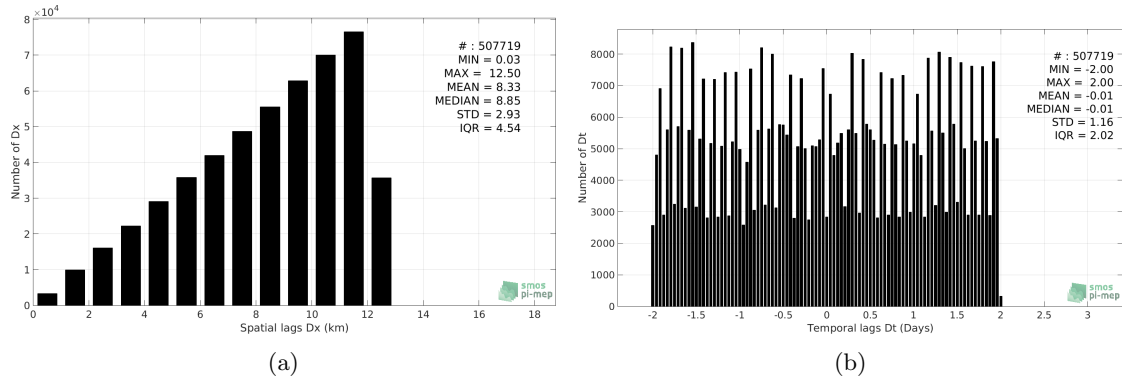 ×10⁴
8
7
6
5
4
3
2
1
0
Number of Dx
# : 507719
MIN = 0.03
MAX = 12.50
MEAN = 8.33
MEDIAN = 8.85
STD = 2.93
IQR = 4.54
smos
pi-mep
0 2 4 6 8 10 12 14 16 18
Spatial lags Dx (km)
(a)
8000
7000
6000
5000
4000
3000
2000
1000
0
Number of Dt
# : 507719
MIN = -2.00
MAX = 2.00
MEAN = -0.01
MEDIAN = -0.01
STD = 1.16
IQR = 2.02
smos
pi-mep
-2 -1.5 -1 -0.5 0 0.5 1 1.5 2 2.5 3
Temporal lags Dt (Days)
(b)